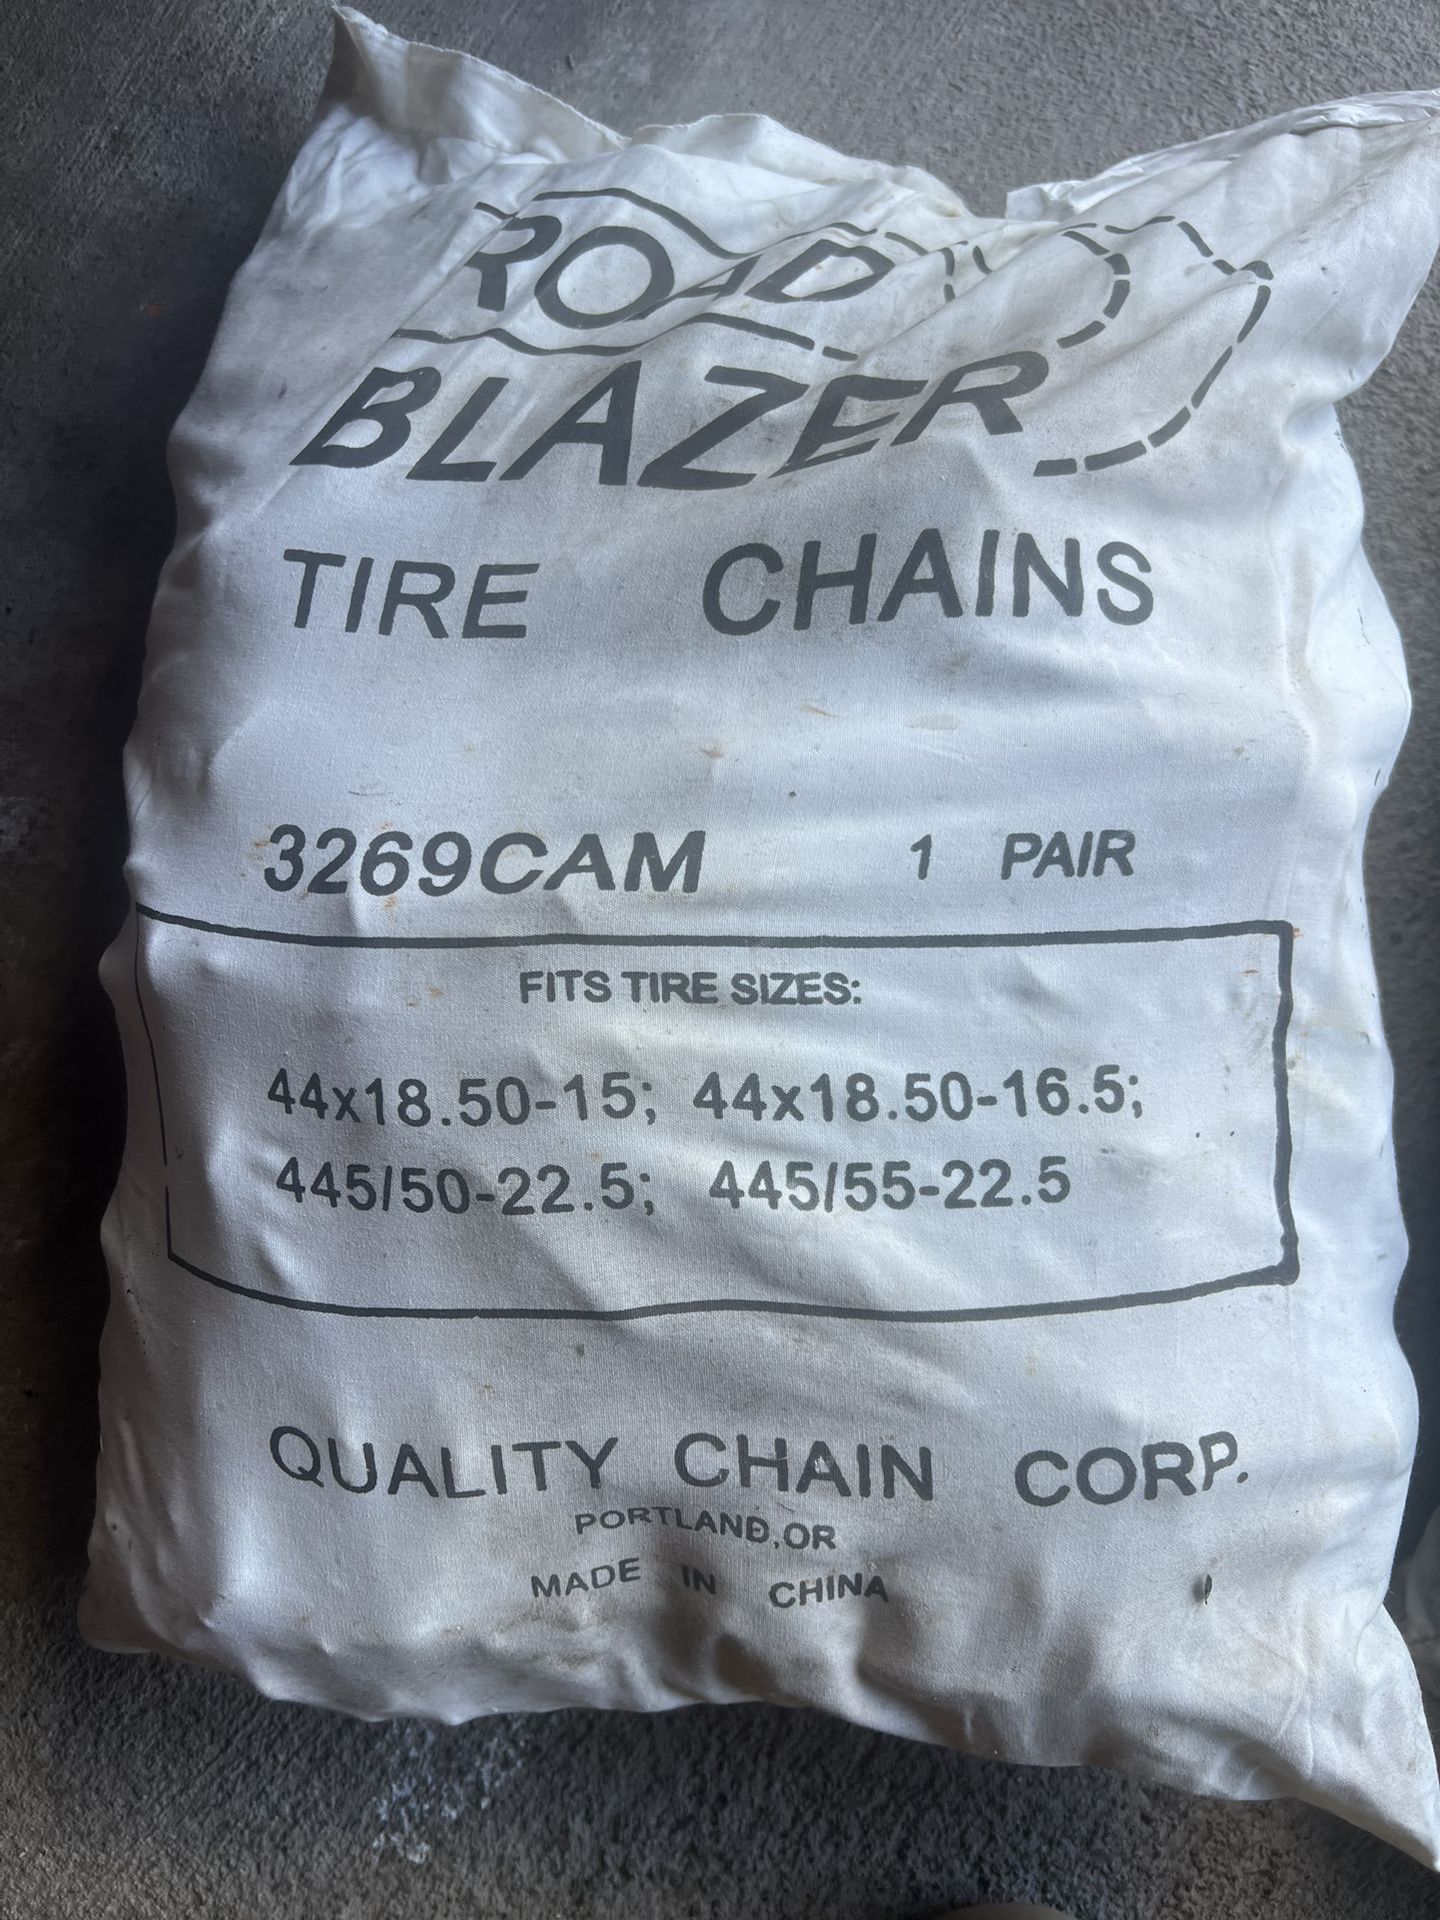 ROAD
BLAZER
TIRE CHAINS
3269CAM 1 PAIR
FITS TIRE SIZES:
44x18.50-15; 44x18.50-16.5;
445/50-22.5; 445/55-22.5
QUALITY CHAIN CORP.
PORTLAND,OR
MADE IN CHINA